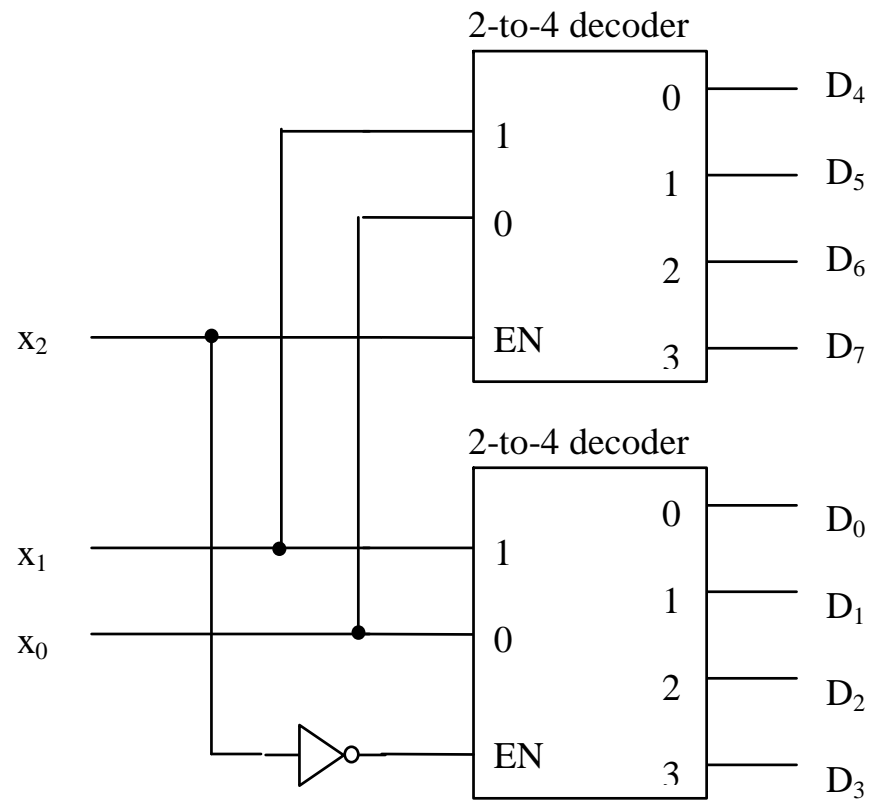 2-to-4 decoder
0 D₄
1
1 D₅
0
2 D₆
x₂ EN
3 D₇
2-to-4 decoder
0 D₀
x₁ 1
1 D₁
x₀ 0
2 D₂
EN
3 D₃